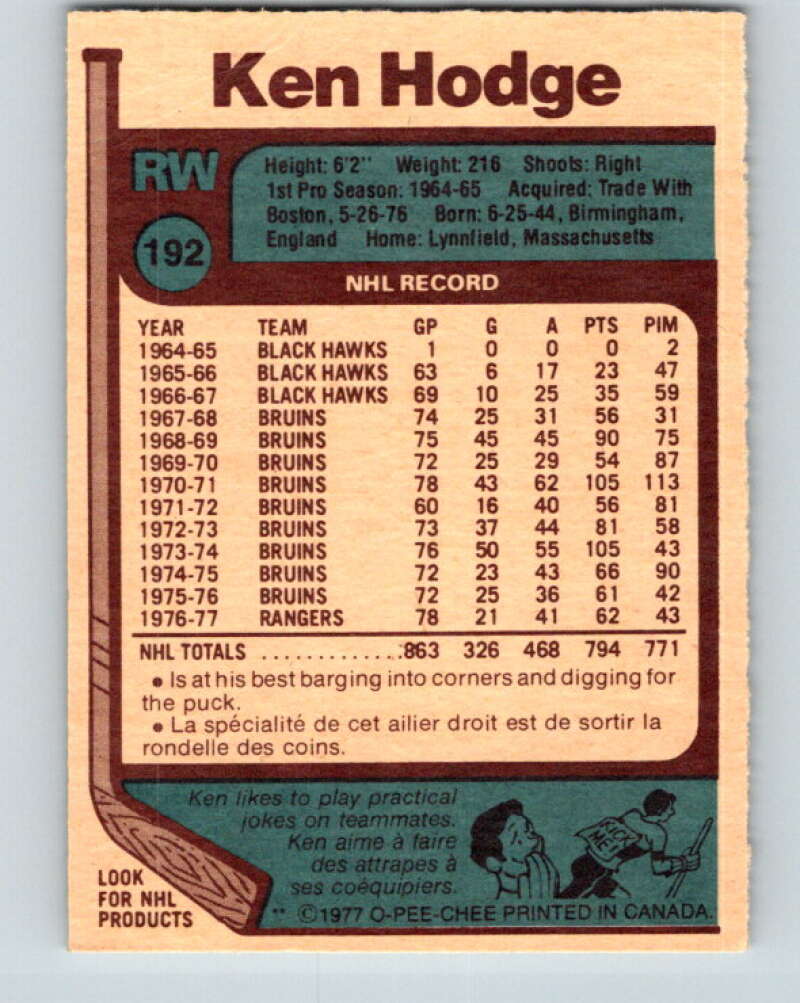 Ken Hodge
RW
192
Height: 6'2" Weight: 216 Shoots: Right
1st Pro Season: 1964-65 Acquired: Trade With
Boston, 5-26-76 Born: 6-25-44, Birmingham,
England Home: Lynnfield, Massachusetts
NHL RECORD
YEAR TEAM GP G A PTS PIM
1964-65 BLACK HAWKS 1 0 0 0 2
1965-66 BLACK HAWKS 63 6 17 23 47
1966-67 BLACK HAWKS 69 10 25 35 59
1967-68 BRUINS 74 25 31 56 31
1968-69 BRUINS 75 45 45 90 75
1969-70 BRUINS 72 25 29 54 87
1970-71 BRUINS 78 43 62 105 113
1971-72 BRUINS 60 16 40 56 81
1972-73 BRUINS 73 37 44 81 58
1973-74 BRUINS 76 50 55 105 43
1974-75 BRUINS 72 23 43 66 90
1975-76 BRUINS 72 25 36 61 42
1976-77 RANGERS 78 21 41 62 43
NHL TOTALS .............863 326 468 794 771
• Is at his best barging into corners and digging for
the puck.
• La spécialité de cet ailier droit est de sortir la
rondelle des coins.
Ken likes to play practical
jokes on teammates.
Ken aime à faire
des attrapes à
ses coéquipiers.
KICK
ME!
LOOK
FOR NHL
PRODUCTS
** ©1977 O-PEE-CHEE PRINTED IN CANADA.